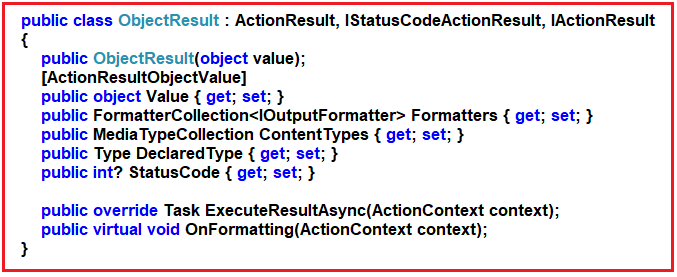 public class ObjectResult : ActionResult, IStatusCodeActionResult, IActionResult
{
public ObjectResult(object value);
[ActionResultObjectValue]
public object Value { get; set; }
public FormatterCollection<IOutputFormatter> Formatters { get; set; }
public MediaTypeCollection ContentTypes { get; set; }
public Type DeclaredType { get; set; }
public int? StatusCode { get; set; }
public override Task ExecuteResultAsync(ActionContext context);
public virtual void OnFormatting(ActionContext context);
}